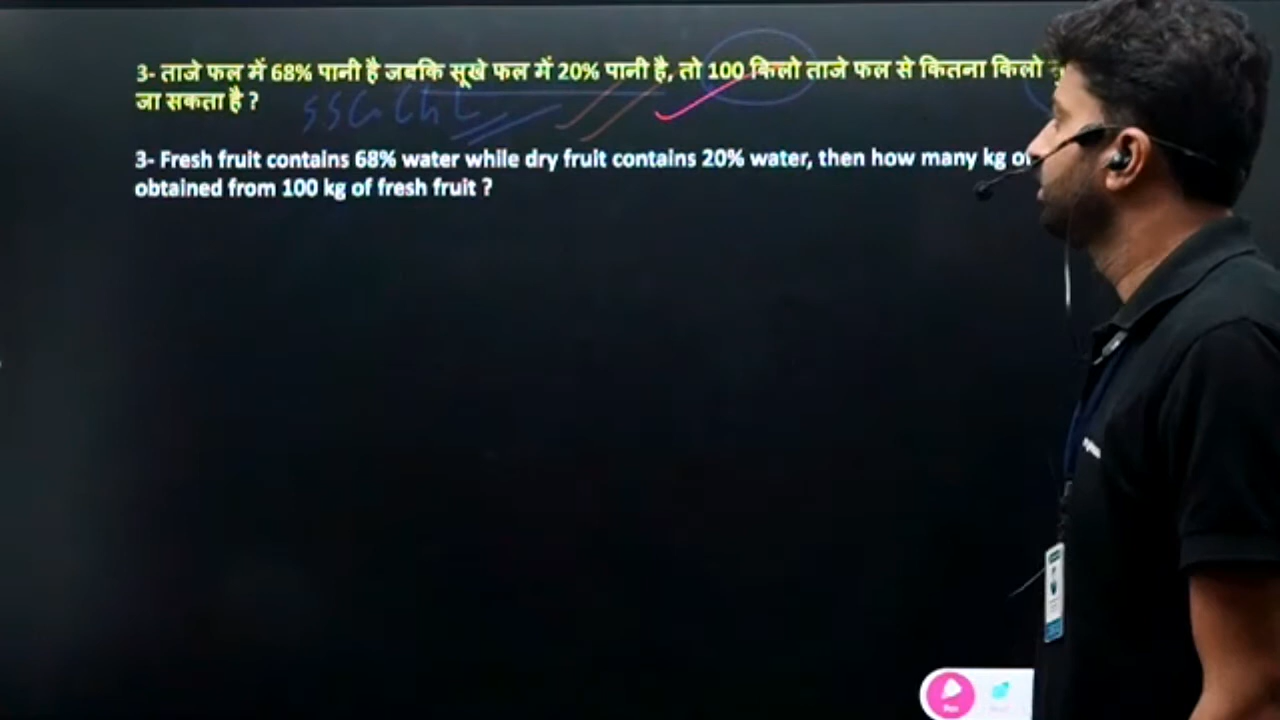 3- ताजे फल में 68% पानी है जबकि सूखे फल में 20% पानी है, तो 100 किलो ताजे फल से कितना किलो
जा सकता है ?
SSC CHSL
3- Fresh fruit contains 68% water while dry fruit contains 20% water, then how many kg of
obtained from 100 kg of fresh fruit ?
Pen